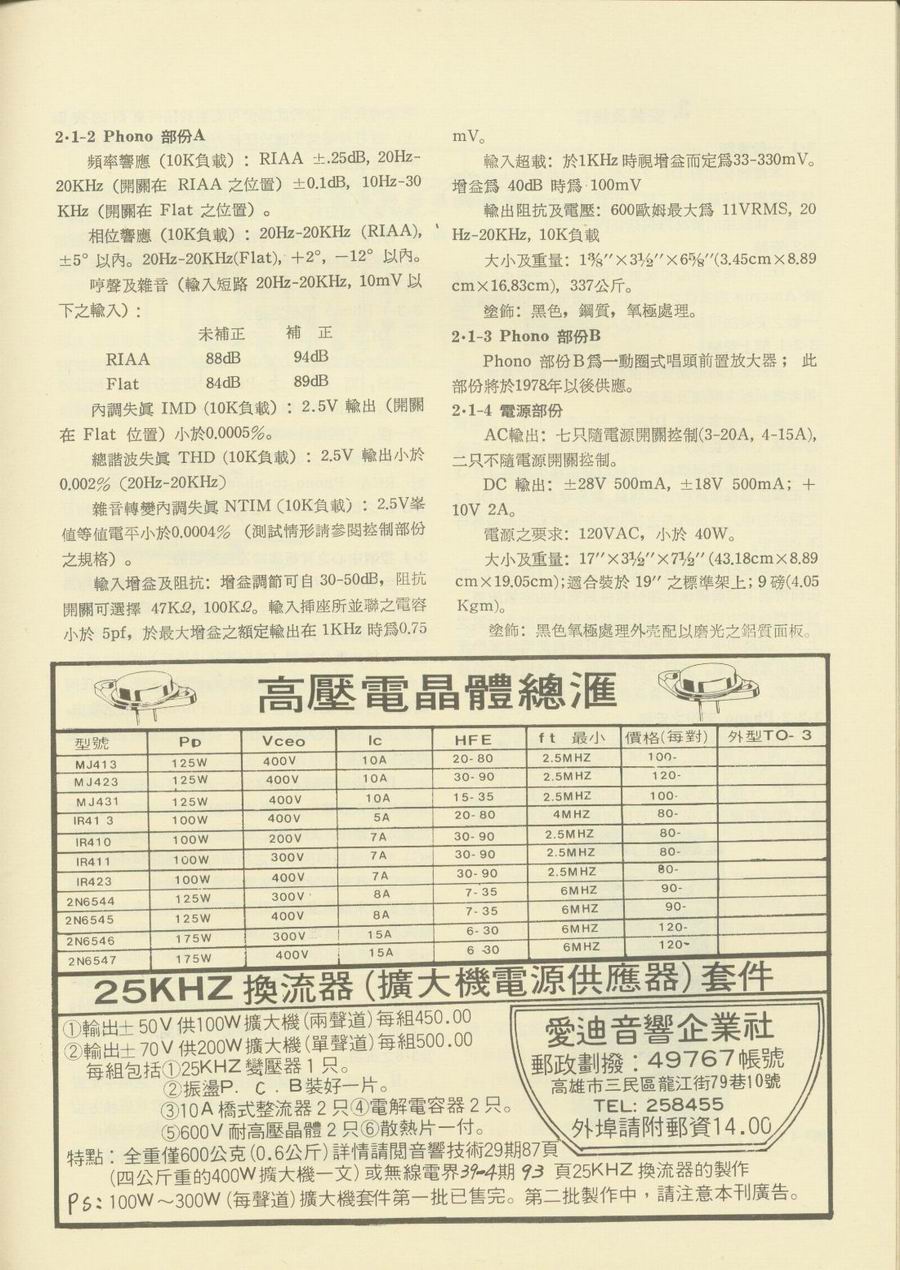 2·1-2 Phono 部份A
頻率響應（10K負載）：RIAA ±.25dB, 20Hz-
20KHz（開關在 RIAA 之位置）±0.1dB, 10Hz-30
KHz（開關在 Flat 之位置）。
相位響應（10K負載）：20Hz-20KHz (RIAA),
±5° 以內。20Hz-20KHz(Flat), +2°, −12° 以內。
哼聲及雜音（輸入短路 20Hz-20KHz, 10mV 以
下之輸入）：
未補正 補 正
RIAA 88dB 94dB
Flat 84dB 89dB
內調失眞 IMD (10K負載）：2.5V 輸出（開關
在 Flat 位置）小於0.0005%。
總諧波失眞 THD (10K負載）：2.5V 輸出小於
0.002%（20Hz-20KHz）
雜音轉變內調失眞 NTIM (10K負載）：2.5V峯
值等值電平小於0.0004%（測試情形請參閱控制部份
之規格）。
輸入增益及阻抗：增益調節可自 30-50dB，阻抗
開關可選擇 47KΩ, 100KΩ。輸入揷座所並聯之電容
小於 5pf，於最大增益之額定輸出在 1KHz 時爲0.75
mV。
輸入超載：於1KHz 時視增益而定爲33-330mV。
增益爲 40dB 時爲 100mV
輸出阻抗及電壓：600歐姆最大爲 11VRMS, 20
Hz-20KHz, 10K負載
大小及重量：1⅜″×3½″×6⅝″(3.45cm×8.89
cm×16.83cm)，337公斤。
塗飾：黑色，鋼質，氧極處理。
2·1-3 Phono 部份B
Phono 部份B爲一動圈式唱頭前置放大器；此
部份將於1978年以後供應。
2·1-4 電源部份
AC輸出：七只隨電源開關控制(3-20A, 4-15A),
二只不隨電源開關控制。
DC 輸出：±28V 500mA, ±18V 500mA；+
10V 2A。
電源之要求：120VAC，小於 40W。
大小及重量：17″×3½″×7½″(43.18cm×8.89
cm×19.05cm)；適合裝於 19″ 之標準架上；9 磅(4.05
Kgm)。
塗飾：黑色氧極處理外壳配以磨光之鋁質面板。
高壓電晶體總滙
型號 PD Vceo Ic HFE ft 最小 價格(每對) 外型TO-3
MJ413 125W 400V 10A 20-80 2.5MHZ 100-
MJ423 125W 400V 10A 30-90 2.5MHZ 120-
MJ431 125W 400V 10A 15-35 2.5MHZ 100-
IR413 100W 400V 5A 20-80 4MHZ 80-
IR410 100W 200V 7A 30-90 2.5MHZ 80-
IR411 100W 300V 7A 30-90 2.5MHZ 80-
IR423 100W 400V 7A 30-90 2.5MHZ 80-
2N6544 125W 300V 8A 7-35 6MHZ 90-
2N6545 125W 400V 8A 7-35 6MHZ 90-
2N6546 175W 300V 15A 6-30 6MHZ 120-
2N6547 175W 400V 15A 6-30 6MHZ 120-
25KHZ 換流器(擴大機電源供應器)套件
①輸出±50V 供100W擴大機(兩聲道)每組450.00
②輸出±70V 供200W擴大機(單聲道)每組500.00
每組包括①25KHZ 變壓器1只。
②振盪P．C．B裝好一片。
③10A橋式整流器2只④電解電容器2只。
⑤600V 耐高壓晶體2只⑥散熱片一付。
愛迪音響企業社
郵政劃撥：49767帳號
高雄市三民區龍江街79巷10號
TEL: 258455
外埠請附郵資14.00
特點：全重僅600公克(0.6公斤)詳情請閱音響技術29期87頁
(四公斤重的400W擴大機一文)或無線電界39-4期 93 頁25KHZ 換流器的製作
PS: 100W～300W(每聲道)擴大機套件第一批已售完。第二批製作中，請注意本刊廣告。